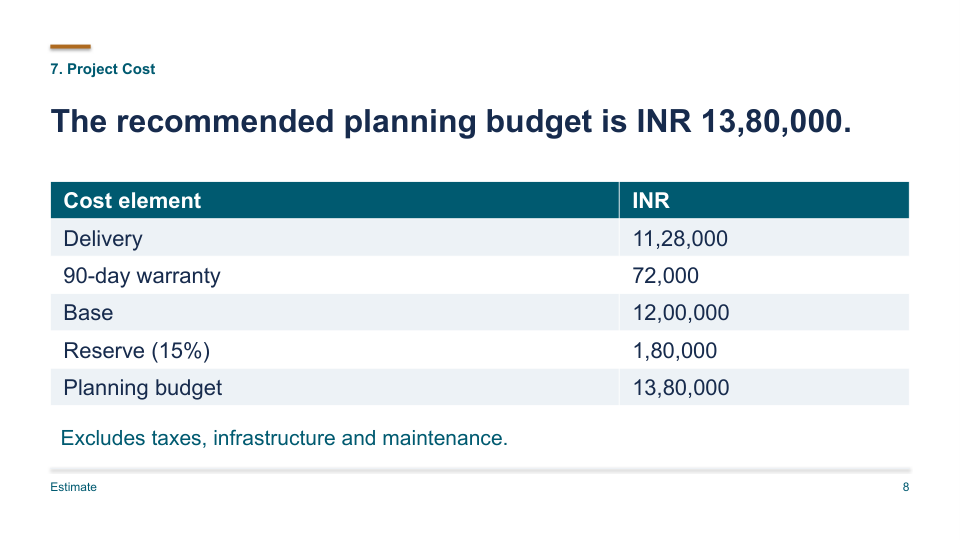 7. Project Cost
The recommended planning budget is INR 13,80,000.
Cost element INR
Delivery 11,28,000
90-day warranty 72,000
Base 12,00,000
Reserve (15%) 1,80,000
Planning budget 13,80,000
Excludes taxes, infrastructure and maintenance.
Estimate 8